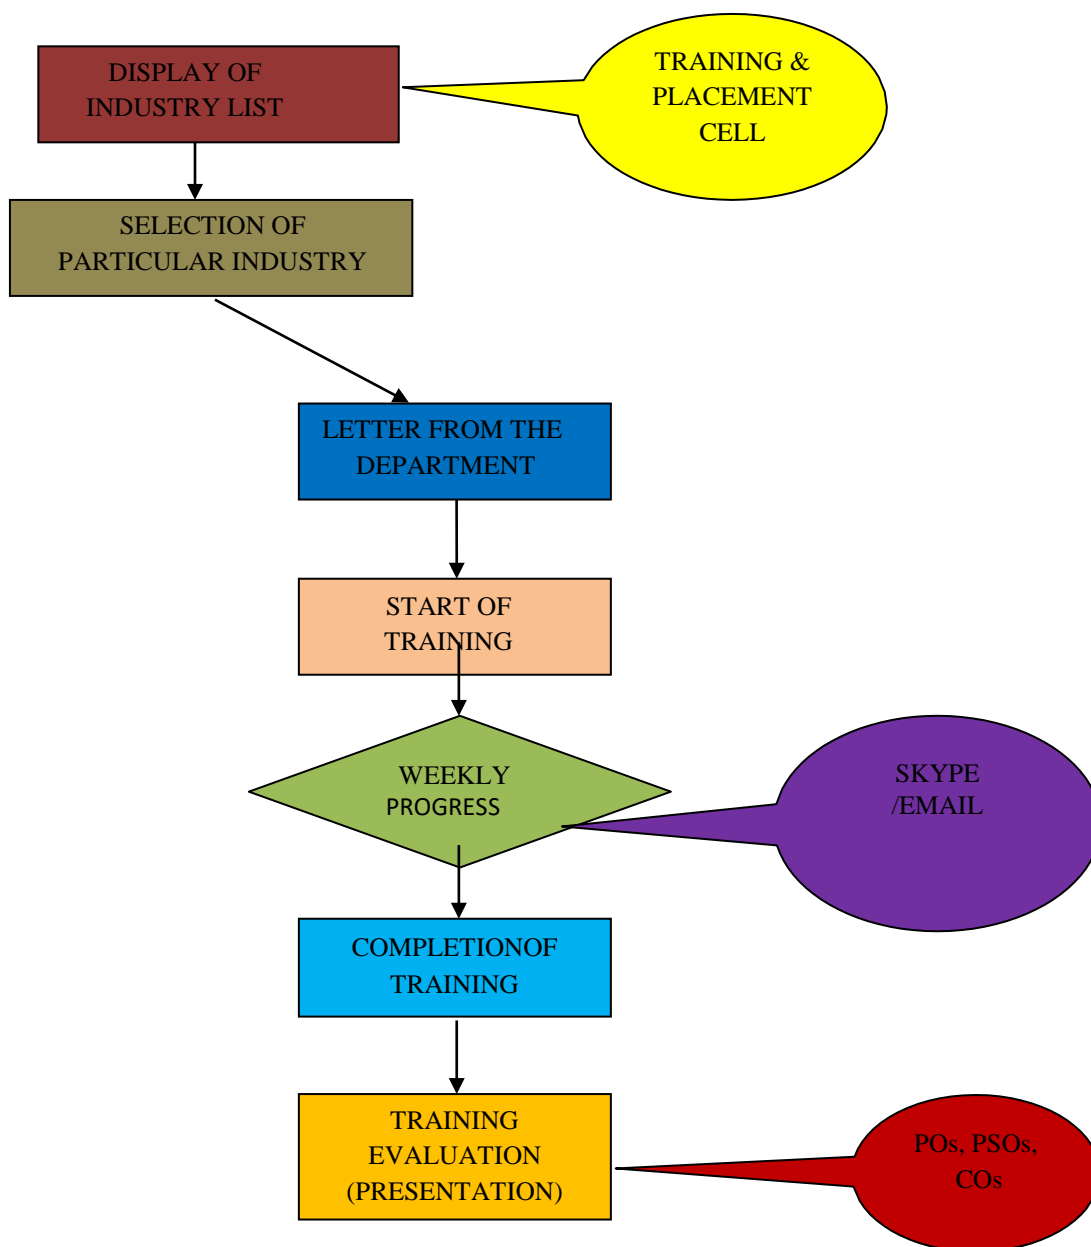 DISPLAY OF
INDUSTRY LIST
TRAINING &
PLACEMENT
CELL
SELECTION OF
PARTICULAR INDUSTRY
LETTER FROM THE
DEPARTMENT
START OF
TRAINING
WEEKLY
PROGRESS
SKYPE
/EMAIL
COMPLETIONOF
TRAINING
TRAINING
EVALUATION
(PRESENTATION)
POs, PSOs,
COs